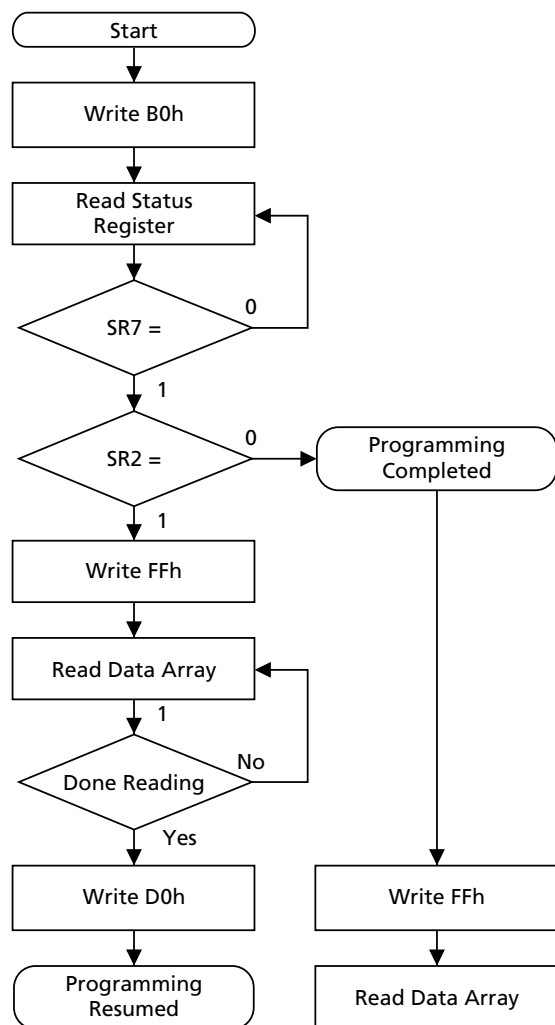 Start
Write B0h
Read Status
Register
0
SR7 =
1
0
SR2 =
Programming
Completed
1
Write FFh
Read Data Array
1
No
Done Reading
Yes
Write D0h
Write FFh
Programming
Resumed
Read Data Array